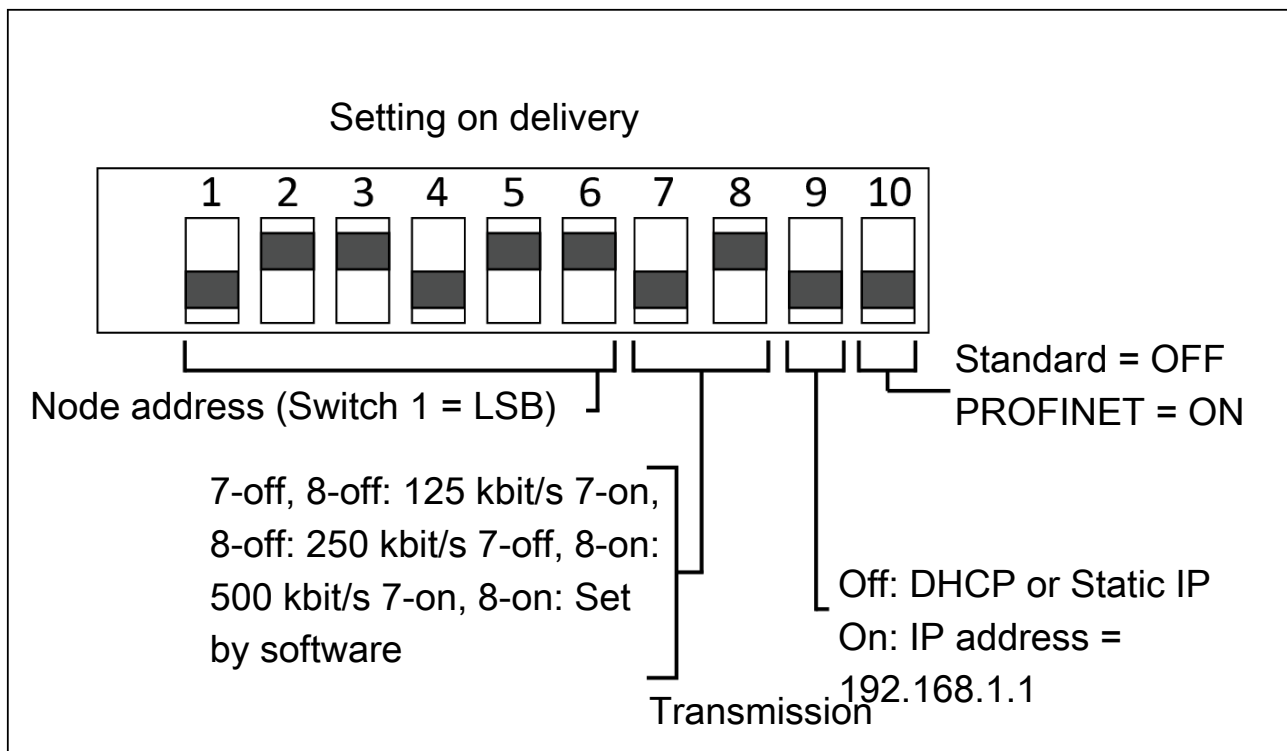 Setting on delivery
1 2 3 4 5 6 7 8 9 10
Node address (Switch 1 = LSB)
Standard = OFF
PROFINET = ON
7-off, 8-off: 125 kbit/s 7-on,
8-off: 250 kbit/s 7-off, 8-on:
500 kbit/s 7-on, 8-on: Set
by software
Transmission
Off: DHCP or Static IP
On: IP address =
192.168.1.1